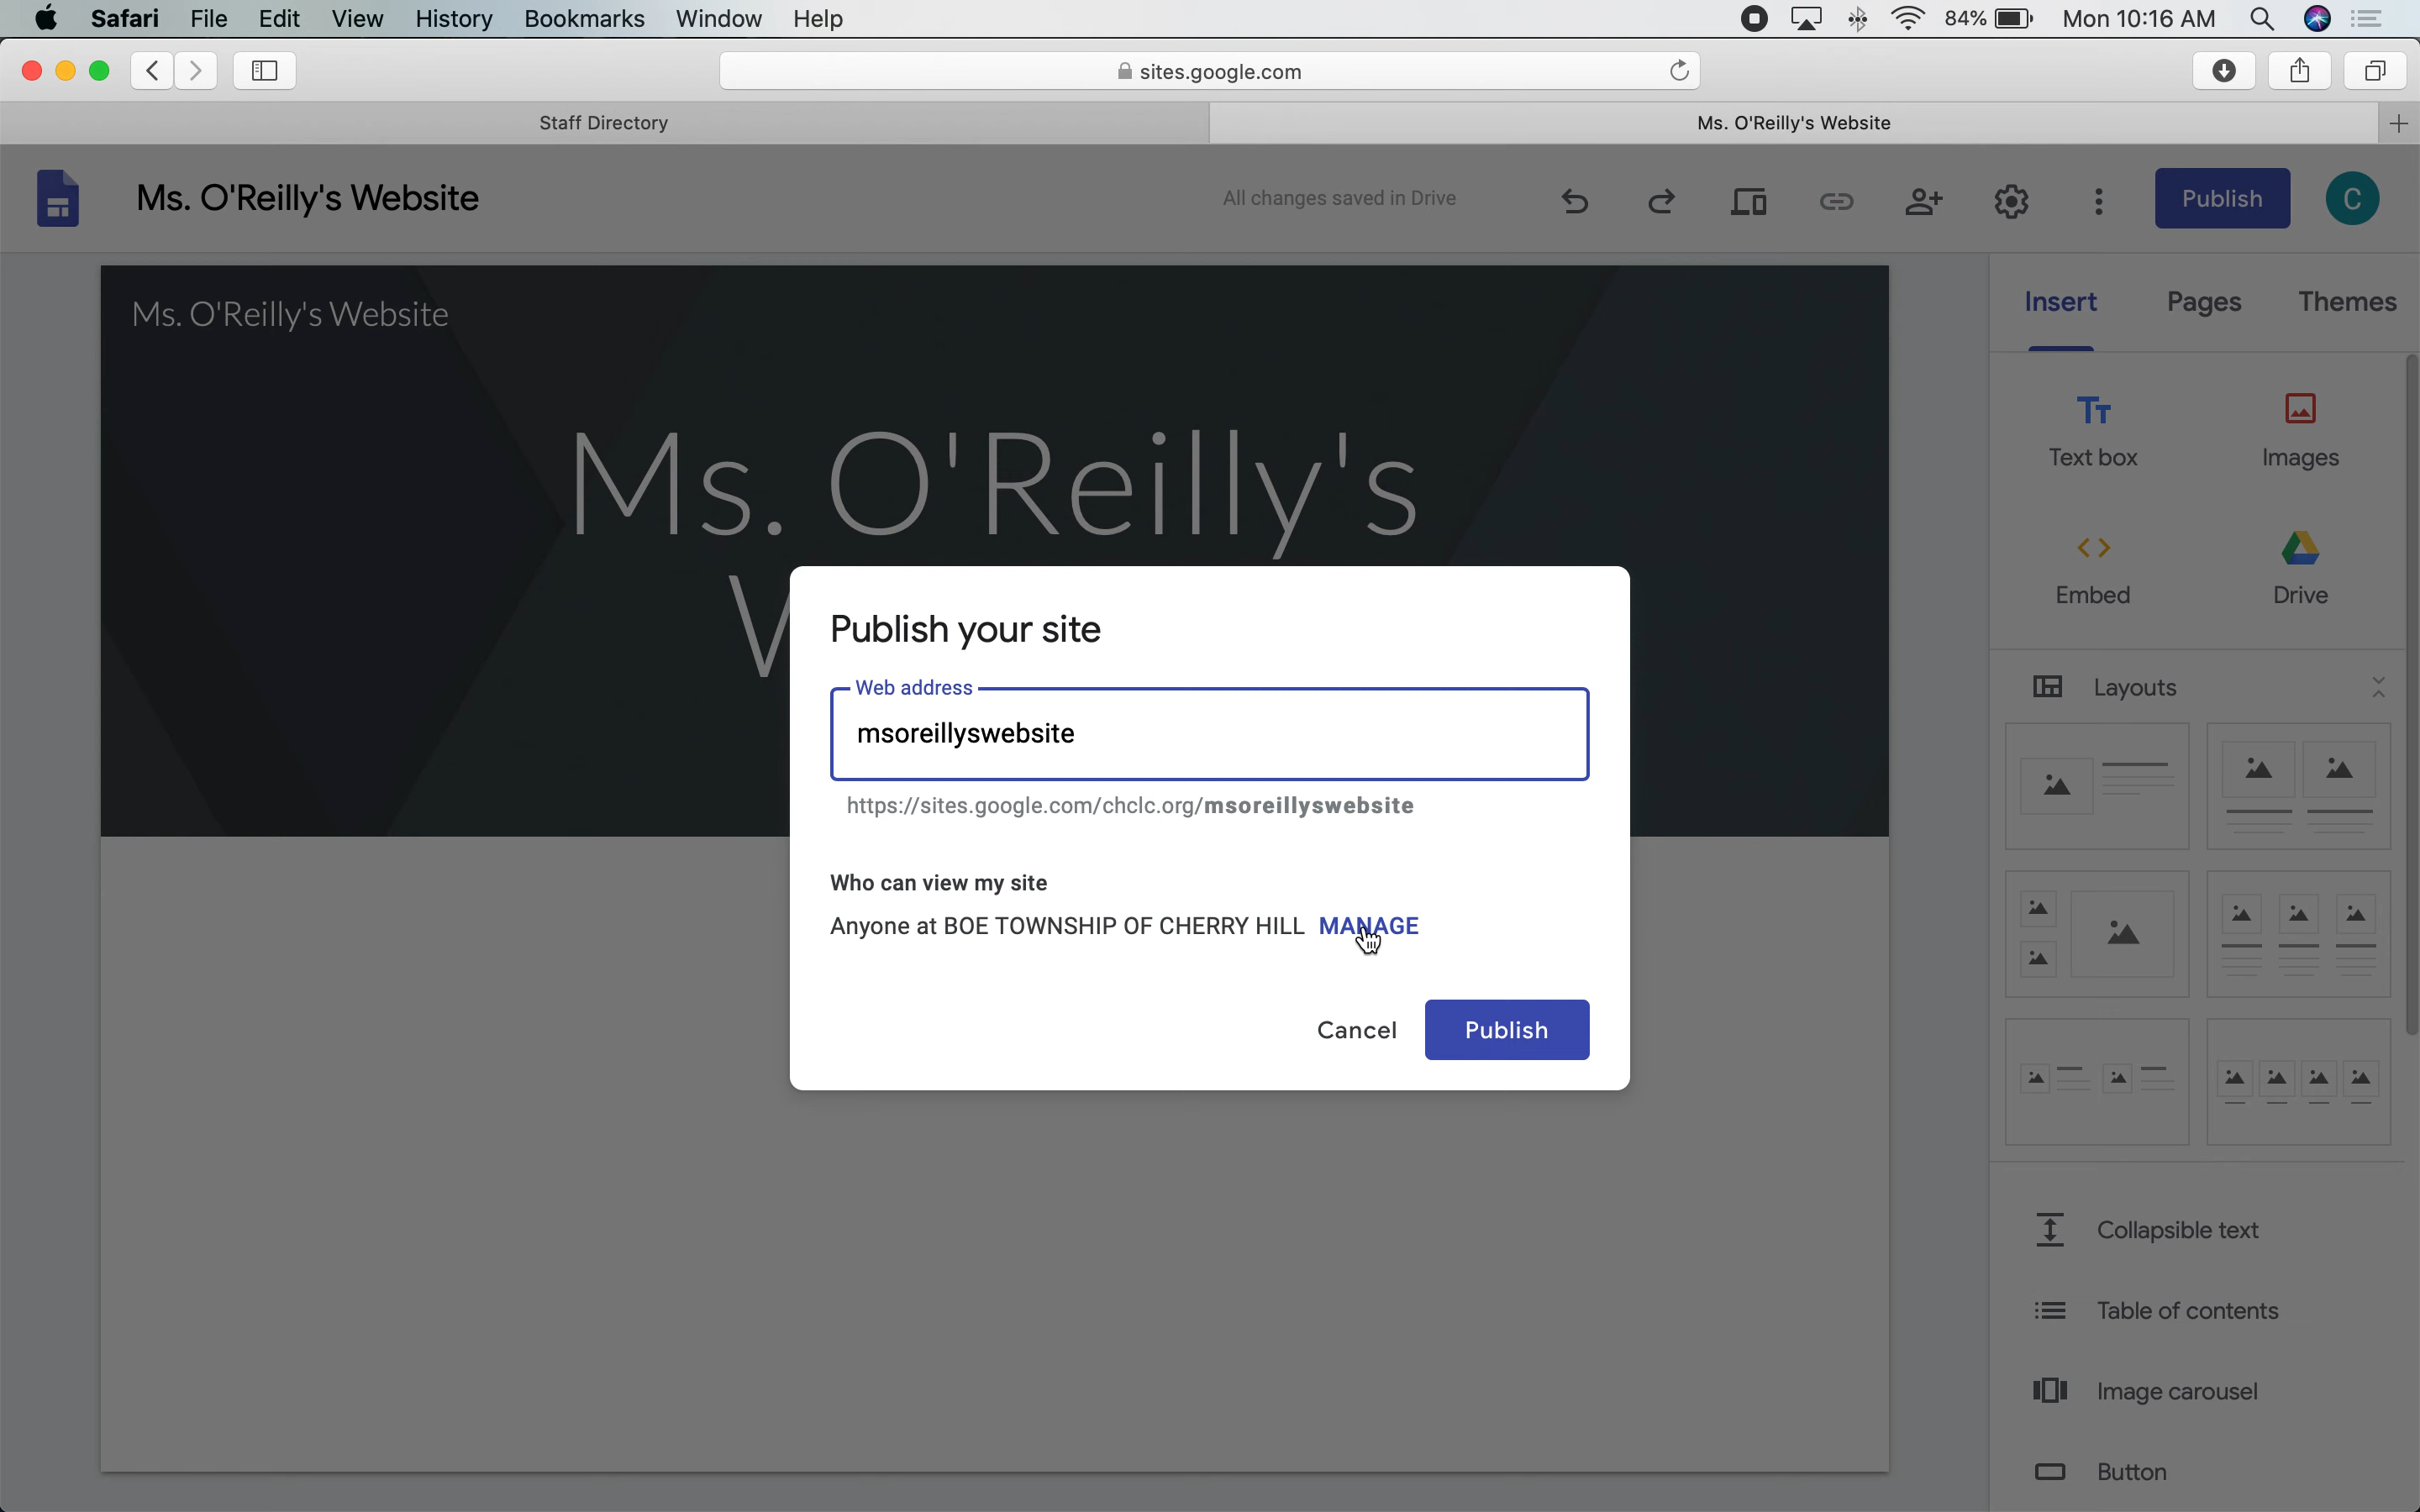 Safari File Edit View History Bookmarks Window Help 84% Mon 10:16 AM
sites.google.com
Staff Directory Ms. O'Reilly's Website
Ms. O'Reilly's Website All changes saved in Drive Publish C
Insert Pages Themes
Ms. O'Reilly's Website
Ms. O'Reilly's
W
Text box Images
Embed Drive
Layouts
Collapsible text
Table of contents
Image carousel
Button
Publish your site
Web address
msoreillyswebsite
https://sites.google.com/chclc.org/msoreillyswebsite
Who can view my site
Anyone at BOE TOWNSHIP OF CHERRY HILL MANAGE
Cancel Publish